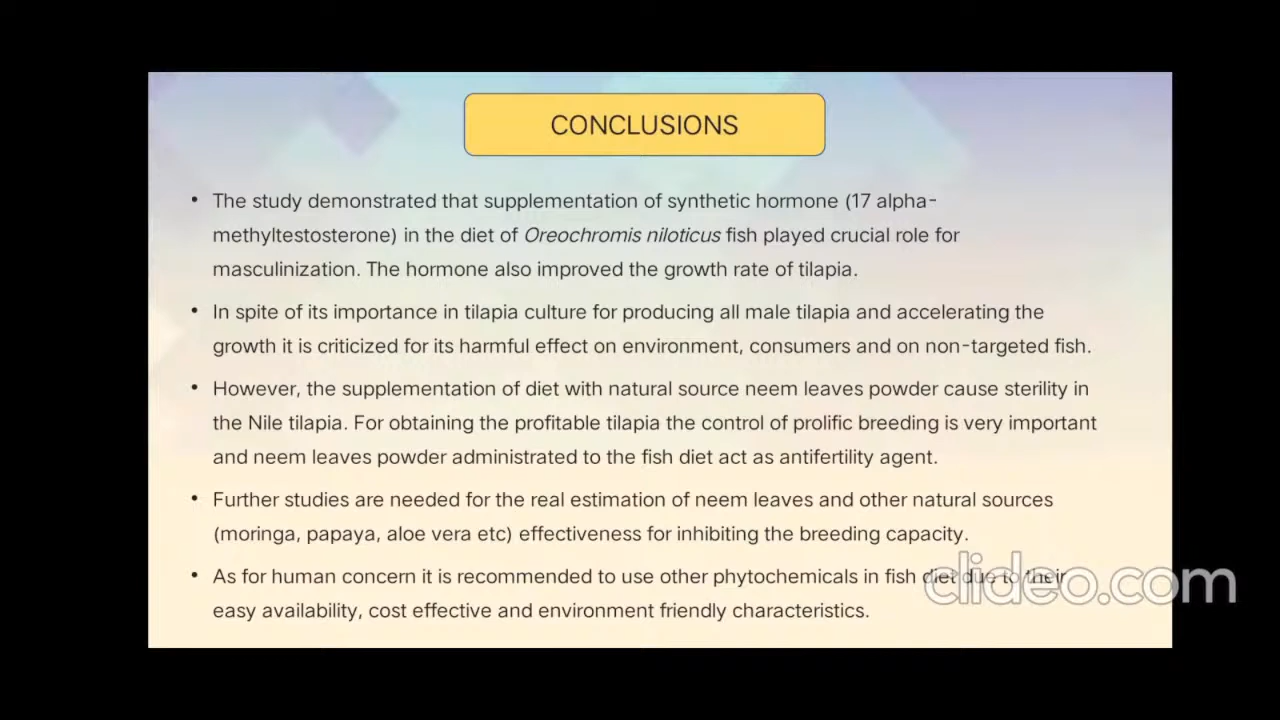 CONCLUSIONS
• The study demonstrated that supplementation of synthetic hormone (17 alpha-
methyltestosterone) in the diet of Oreochromis niloticus fish played crucial role for
masculinization. The hormone also improved the growth rate of tilapia.
• In spite of its importance in tilapia culture for producing all male tilapia and accelerating the
growth it is criticized for its harmful effect on environment, consumers and on non-targeted fish.
• However, the supplementation of diet with natural source neem leaves powder cause sterility in
the Nile tilapia. For obtaining the profitable tilapia the control of prolific breeding is very important
and neem leaves powder administrated to the fish diet act as antifertility agent.
• Further studies are needed for the real estimation of neem leaves and other natural sources
(moringa, papaya, aloe vera etc) effectiveness for inhibiting the breeding capacity.
• As for human concern it is recommended to use other phytochemicals in fish diet due to their
easy availability, cost effective and environment friendly characteristics.
clideo.com